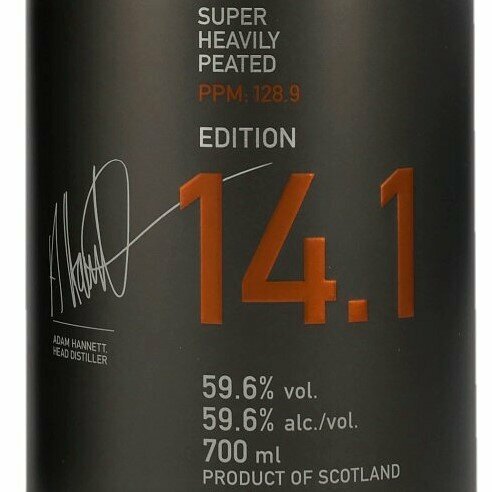 SUPER
HEAVILY
PEATED
PPM: 128.9
EDITION
14.1
ADAM HANNETT,
HEAD DISTILLER
59.6% vol.
59.6% alc./vol.
700 ml
PRODUCT OF SCOTLAND